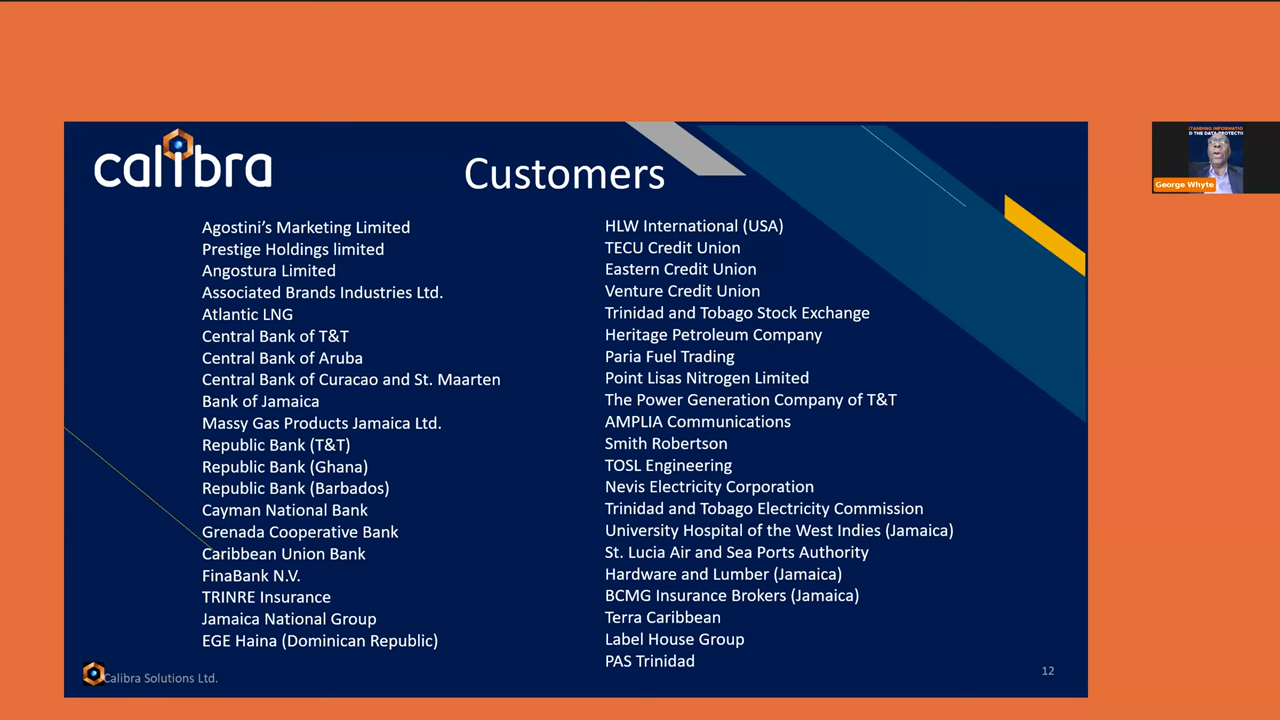 calibra
Customers
Agostini's Marketing Limited
Prestige Holdings limited
Angostura Limited
Associated Brands Industries Ltd.
Atlantic LNG
Central Bank of T&T
Central Bank of Aruba
Central Bank of Curacao and St. Maarten
Bank of Jamaica
Massy Gas Products Jamaica Ltd.
Republic Bank (T&T)
Republic Bank (Ghana)
Republic Bank (Barbados)
Cayman National Bank
Grenada Cooperative Bank
Caribbean Union Bank
FinaBank N.V.
TRINRE Insurance
Jamaica National Group
EGE Haina (Dominican Republic)
HLW International (USA)
TECU Credit Union
Eastern Credit Union
Venture Credit Union
Trinidad and Tobago Stock Exchange
Heritage Petroleum Company
Paria Fuel Trading
Point Lisas Nitrogen Limited
The Power Generation Company of T&T
AMPLIA Communications
Smith Robertson
TOSL Engineering
Nevis Electricity Corporation
Trinidad and Tobago Electricity Commission
University Hospital of the West Indies (Jamaica)
St. Lucia Air and Sea Ports Authority
Hardware and Lumber (Jamaica)
BCMG Insurance Brokers (Jamaica)
Terra Caribbean
Label House Group
PAS Trinidad
Calibra Solutions Ltd.
12
George Whyte